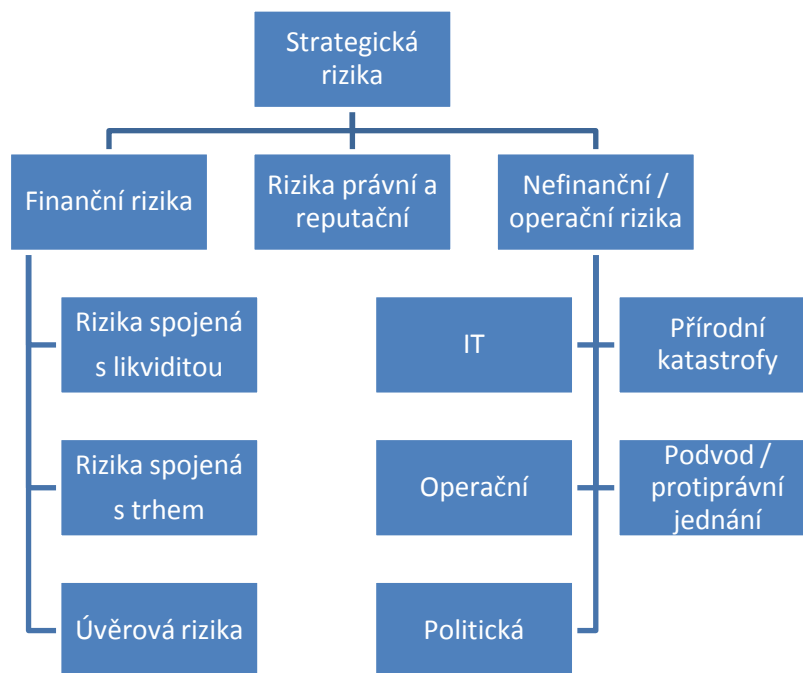 Strategická
rizika
Finanční rizika
Rizika právní a
reputační
Nefinanční /
operační rizika
Rizika spojená
s likviditou
IT
Přírodní
katastrofy
Rizika spojená
s trhem
Operační
Podvod /
protiprávní
jednání
Úvěrová rizika
Politická